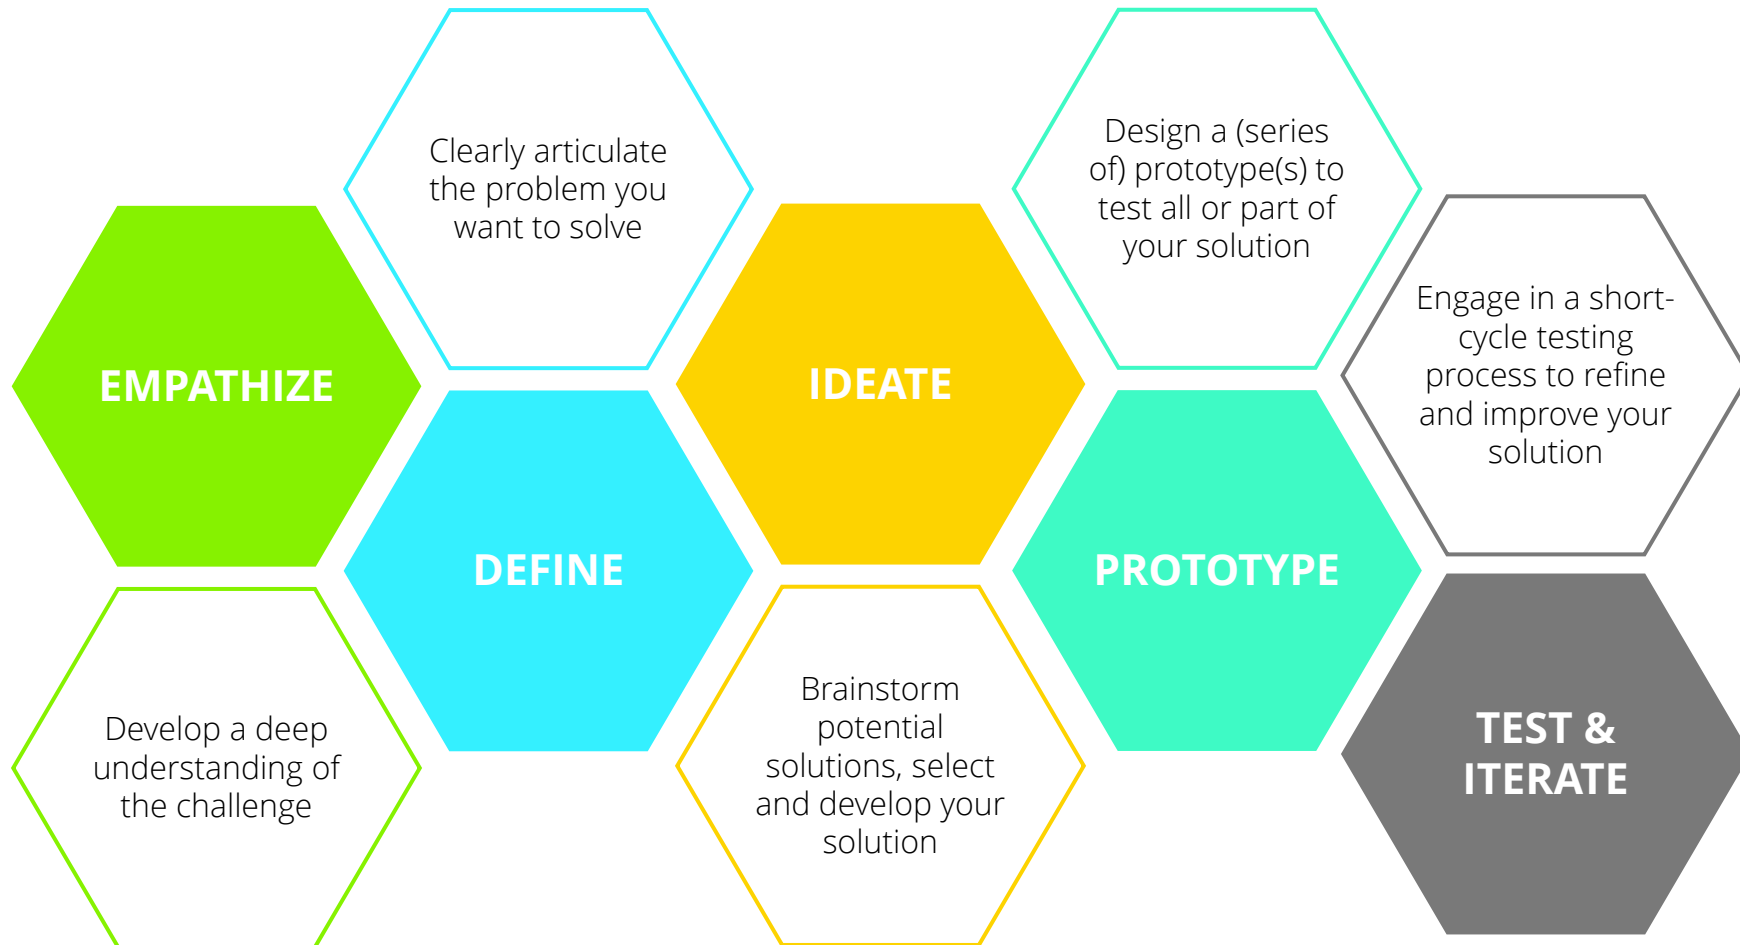 EMPATHIZE
Develop a deep
understanding of
the challenge
Clearly articulate
the problem you
want to solve
DEFINE
IDEATE
Brainstorm
potential
solutions, select
and develop your
solution
Design a (series
of) prototype(s) to
test all or part of
your solution
PROTOTYPE
Engage in a short-
cycle testing
process to refine
and improve your
solution
TEST &
ITERATE